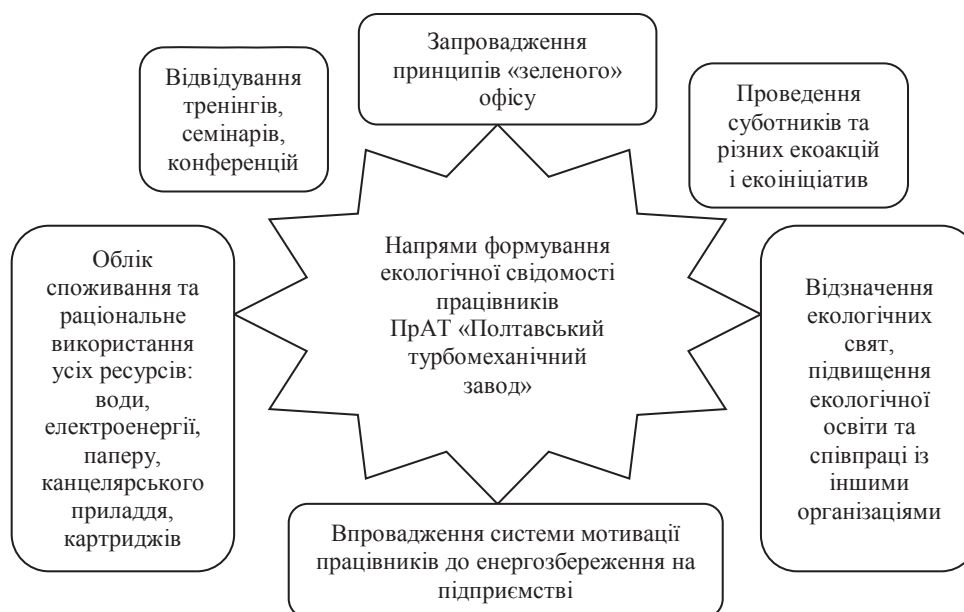 Запровадження
принципів «зеленого»
офісу
Відвідування
тренінгів,
семінарів,
конференцій
Проведення
суботників та
різних екоакцій
і екоініціатив
Облік
споживання та
раціональне
використання
усіх ресурсів:
води,
електроенергії,
паперу,
канцелярського
приладдя,
картриджів
Напрями формування
екологічної свідомості
працівників
ПрАТ «Полтавський
турбомеханічний
завод»
Відзначення
екологічних
свят,
підвищення
екологічної
освіти та
співпраці із
іншими
організаціями
Впровадження системи мотивації
працівників до енергозбереження на
підприємстві